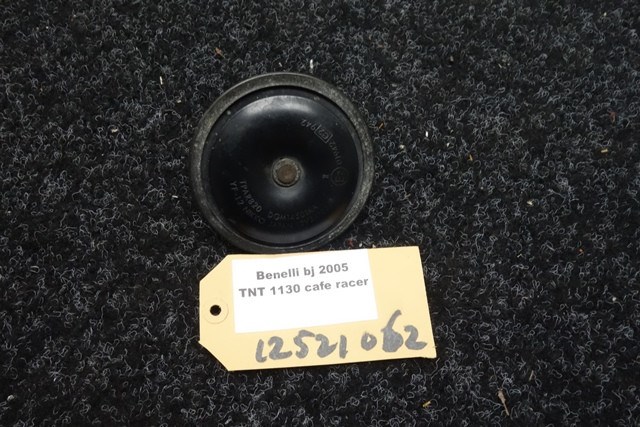 Benelli bj 2005
TNT 1130 cafe racer
12521062